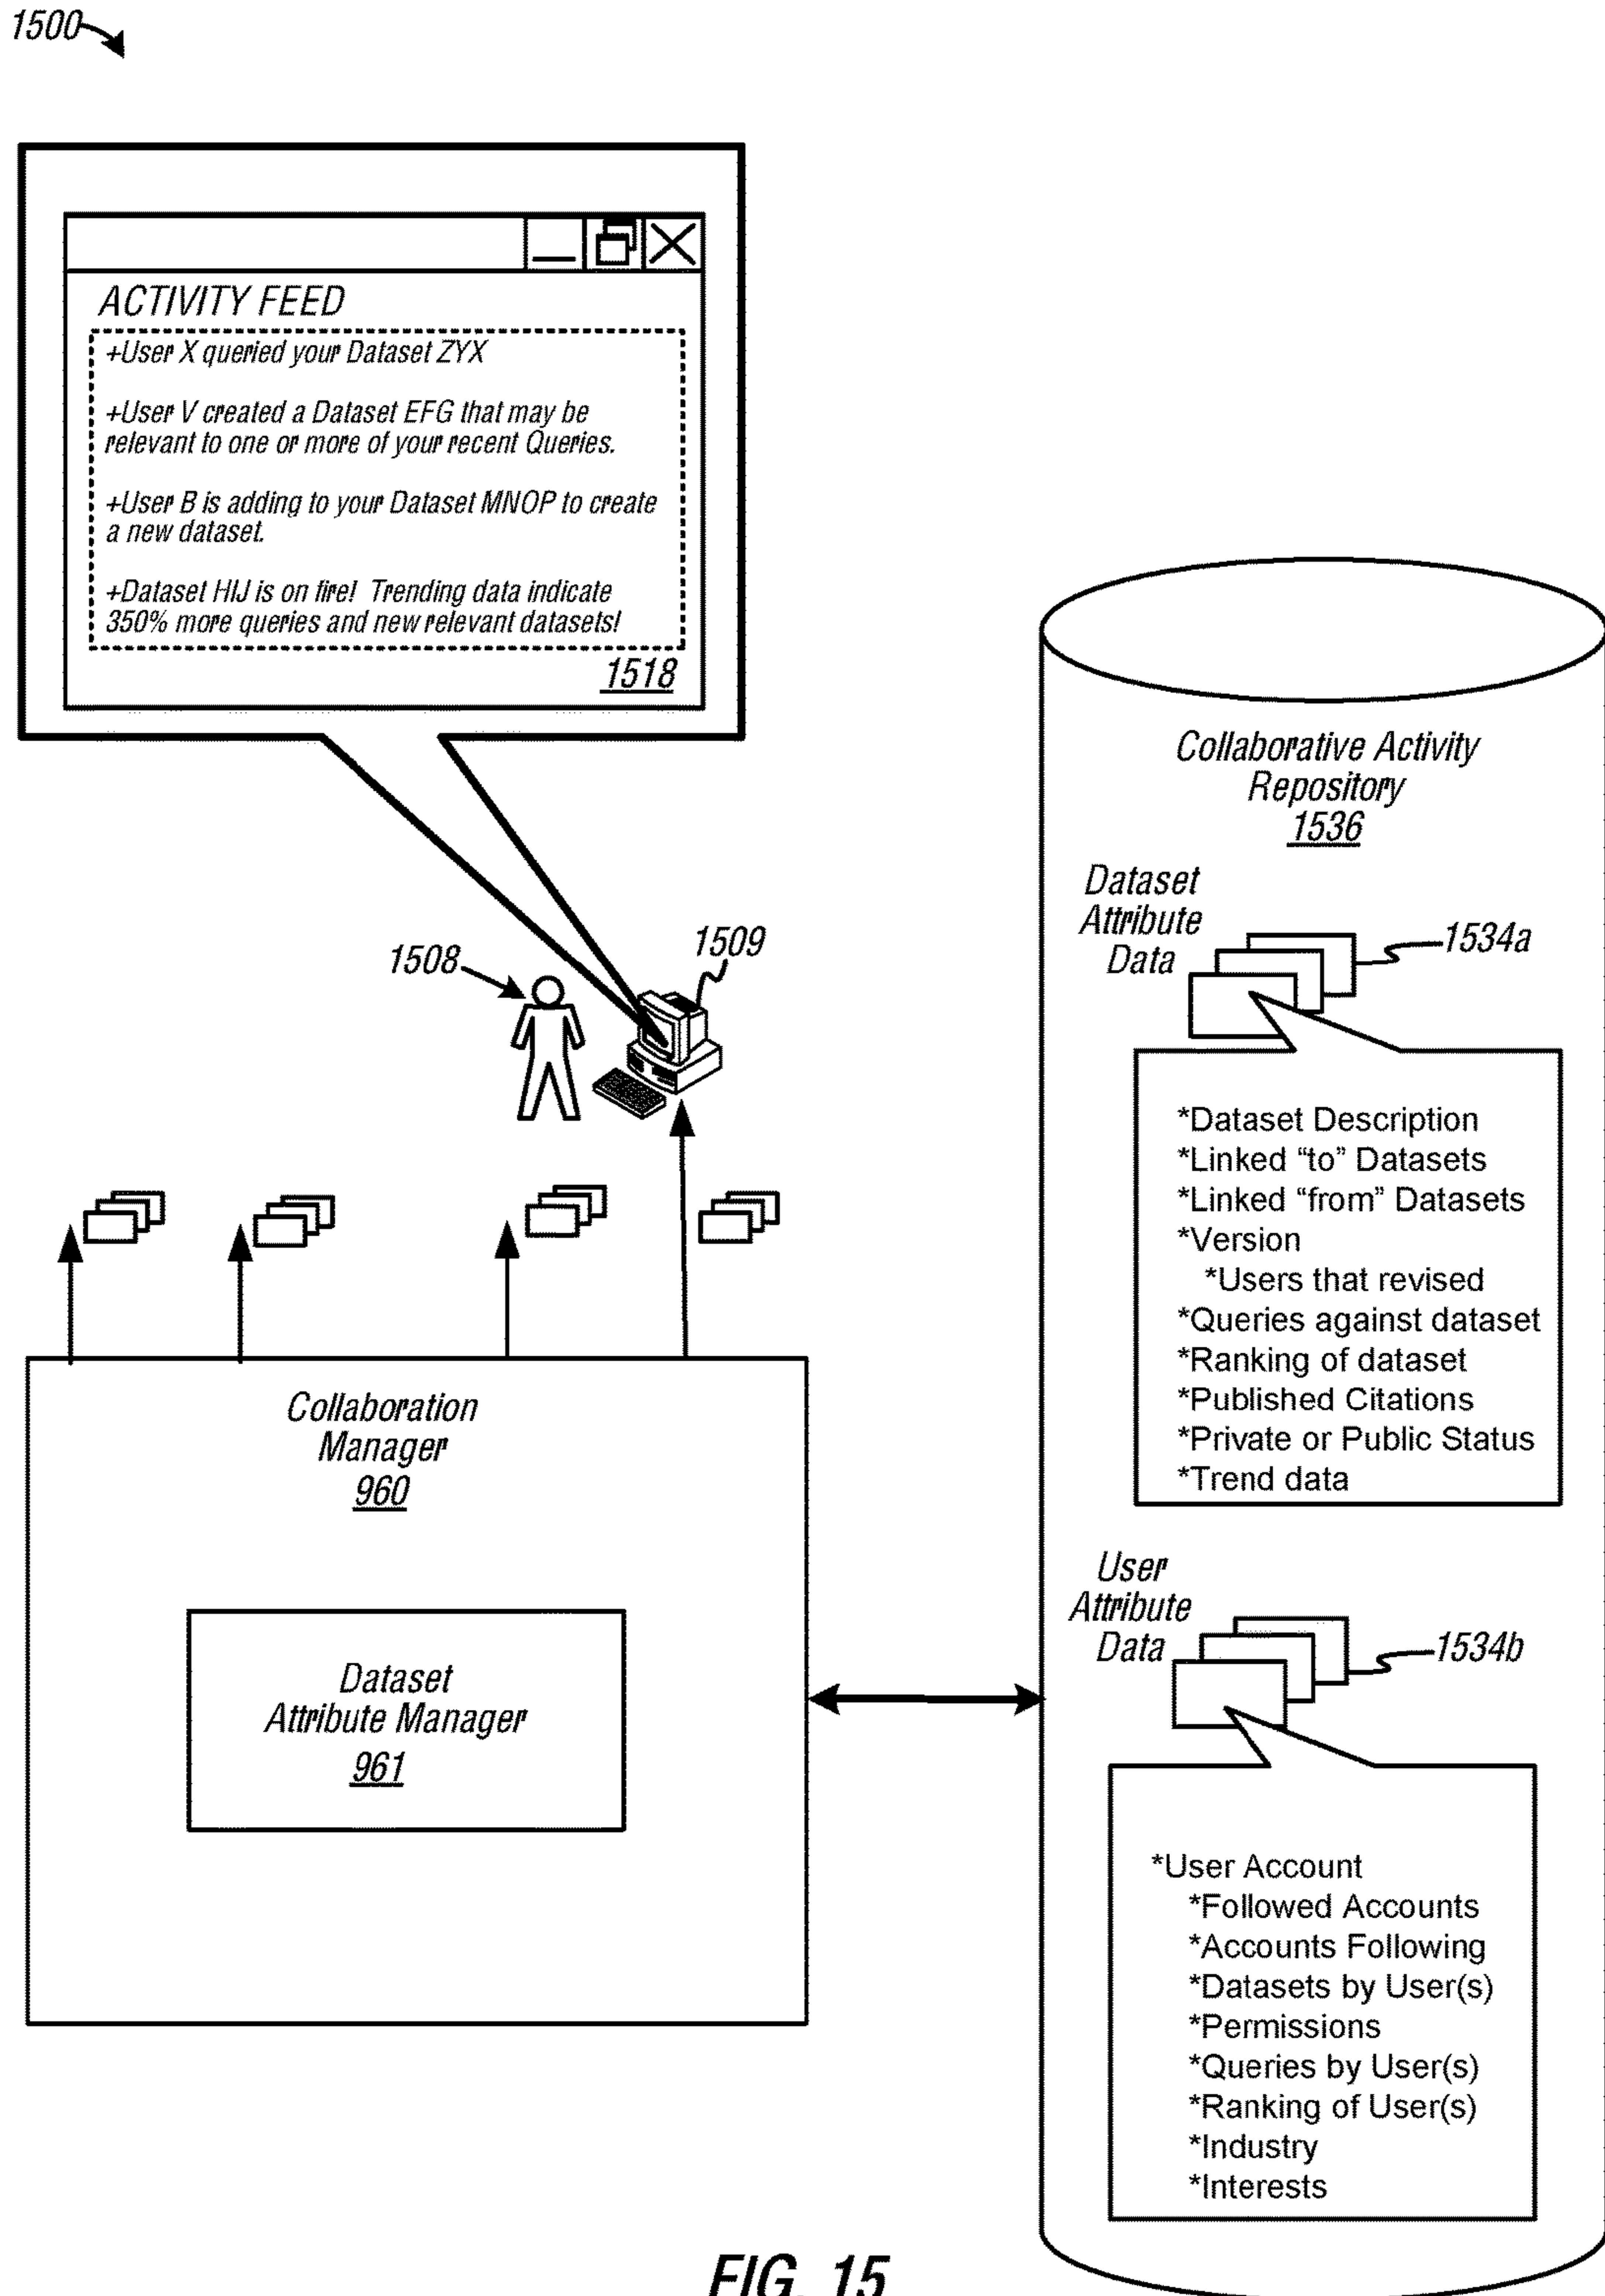 1500
ACTIVITY FEED
+User X queried your Dataset ZYX
+User V created a Dataset EFG that may be
relevant to one or more of your recent Queries.
+User B is adding to your Dataset MNOP to create
a new dataset.
+Dataset HIJ is on fire! Trending data indicate
350% more queries and new relevant datasets!
1518
1508
1509
Collaboration
Manager
960
Dataset
Attribute Manager
961
Collaborative Activity
Repository
1536
Dataset
Attribute
Data
1534a
*Dataset Description
*Linked “to” Datasets
*Linked “from” Datasets
*Version
*Users that revised
*Queries against dataset
*Ranking of dataset
*Published Citations
*Private or Public Status
*Trend data
User
Attribute
Data
1534b
*User Account
*Followed Accounts
*Accounts Following
*Datasets by User(s)
*Permissions
*Queries by User(s)
*Ranking of User(s)
*Industry
*Interests
FIG. 15